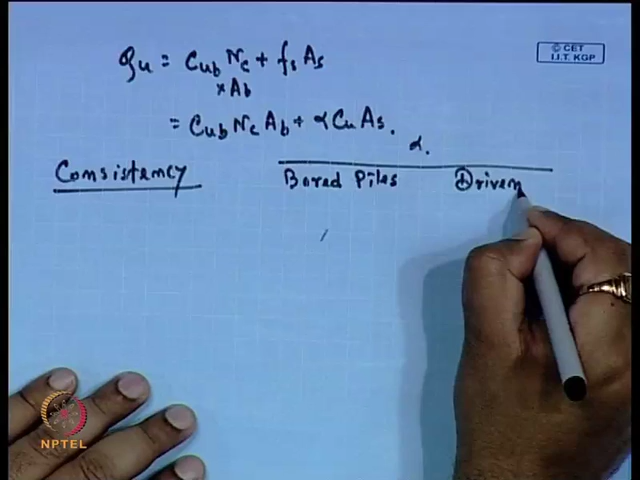 Qu = Cub Nc + fs As
× Ab
= Cub Nc Ab + α Cu As.
α.
Consistency Bored Piles Driven
© CET
I.I.T. KGP
NPTEL